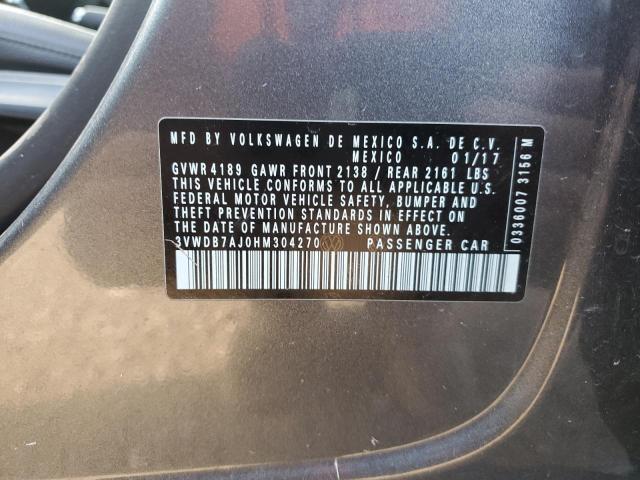 MFD BY VOLKSWAGEN DE MEXICO S.A. DE C.V.
MEXICO 01/17
GVWR 4189 GAWR FRONT 2138 / REAR 2161 LBS
THIS VEHICLE CONFORMS TO ALL APPLICABLE U.S.
FEDERAL MOTOR VEHICLE SAFETY, BUMPER AND
THEFT PREVENTION STANDARDS IN EFFECT ON
THE DATE OF MANUFACTURE SHOWN ABOVE
3VWDB7AJ0HM304270 PASSENGER CAR
0336007 3156 M